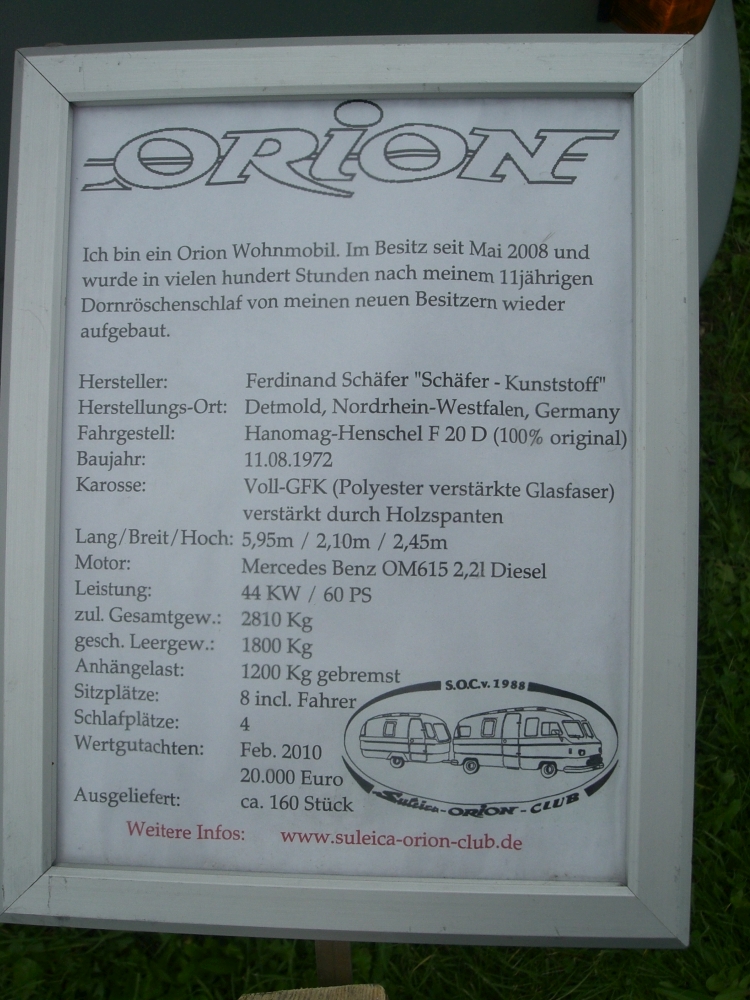 ORION
Ich bin ein Orion Wohnmobil. Im Besitz seit Mai 2008 und
wurde in vielen hundert Stunden nach meinem 11jährigen
Dornröschenschlaf von meinen neuen Besitzern wieder
aufgebaut.
Hersteller: Ferdinand Schäfer "Schäfer - Kunststoff"
Herstellungs-Ort: Detmold, Nordrhein-Westfalen, Germany
Fahrgestell: Hanomag-Henschel F 20 D (100% original)
Baujahr: 11.08.1972
Karosse: Voll-GFK (Polyester verstärkte Glasfaser)
verstärkt durch Holzspanten
Lang/Breit/Hoch: 5,95m / 2,10m / 2,45m
Motor: Mercedes Benz OM615 2,2l Diesel
Leistung: 44 KW / 60 PS
zul. Gesamtgew.: 2810 Kg
gesch. Leergew.: 1800 Kg
Anhängelast: 1200 Kg gebremst
Sitzplätze: 8 incl. Fahrer
Schlafplätze: 4
Wertgutachten: Feb. 2010
20.000 Euro
Ausgeliefert: ca. 160 Stück
S.O.C.v. 1988
Suleica-ORION-CLUB
Weitere Infos: www.suleica-orion-club.de